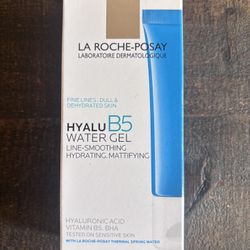 LA ROCHE-POSAY
LABORATOIRE DERMATOLOGIQUE
FINE LINES - DULL &
DEHYDRATED SKIN
HYALU B5
WATER GEL
LINE-SMOOTHING
HYDRATING, MATTIFYING
HYALURONIC ACID
VITAMIN B5, BHA
TESTED ON SENSITIVE SKIN
WITH LA ROCHE-POSAY THERMAL SPRING WATER